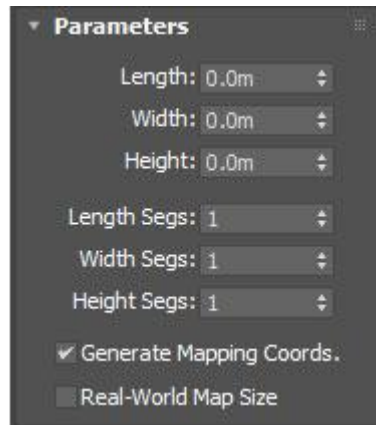 Parameters
Length: 0.0m
Width: 0.0m
Height: 0.0m
Length Segs: 1
Width Segs: 1
Height Segs: 1
Generate Mapping Coords.
Real-World Map Size